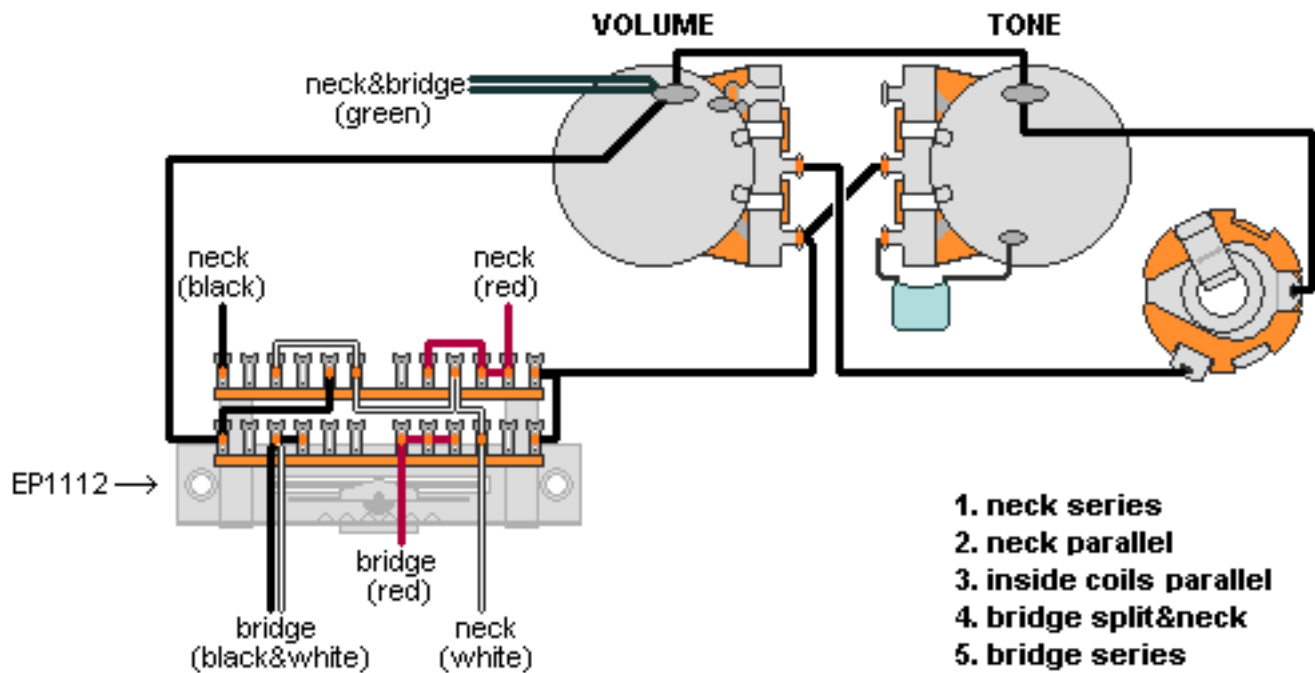 VOLUME
TONE
neck&bridge
(green)
neck
(black)
neck
(red)
EP1112→
bridge
(red)
bridge
(black&white)
neck
(white)
1. neck series
2. neck parallel
3. inside coils parallel
4. bridge split&neck
5. bridge series